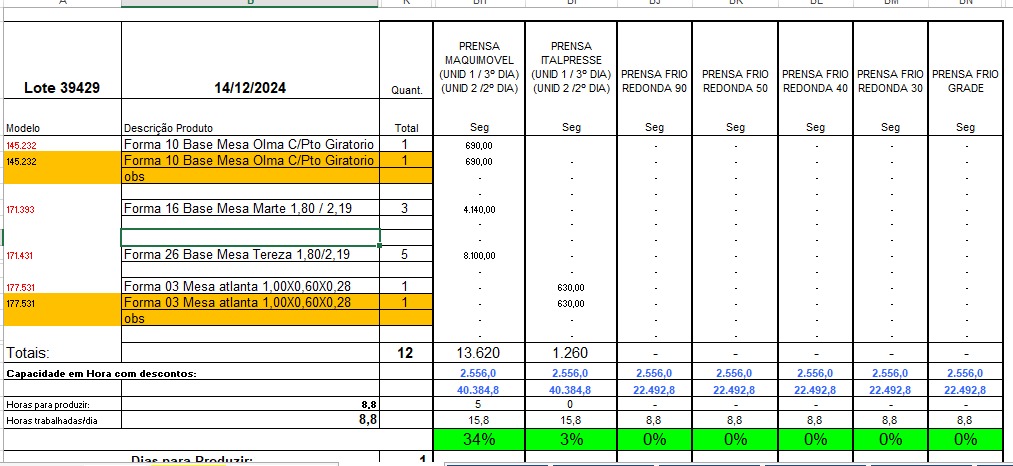 A B K BH BI BJ BK BL BM BN
Lote 39429 14/12/2024 Quant. PRENSA MAQUIMOVEL (UNID 1 / 3º DIA) (UNID 2 /2º DIA) PRENSA ITALPRESSE (UNID 1 / 3º DIA) (UNID 2 /2º DIA) PRENSA FRIO REDONDA 90 PRENSA FRIO REDONDA 50 PRENSA FRIO REDONDA 40 PRENSA FRIO REDONDA 30 PRENSA FRIO GRADE
Modelo Descrição Produto Total Seg Seg Seg Seg Seg Seg Seg
145.232 Forma 10 Base Mesa Olma C/Pto Giratorio 1 690,00 - - - - -
145.232 Forma 10 Base Mesa Olma C/Pto Giratorio 1 690,00 - - - - - -
obs - - - - - - -
- - - - - - -
171.393 Forma 16 Base Mesa Marte 1,80 / 2,19 3 4.140,00 - - - - - -
- - - - - - -
- - - - - - -
171.431 Forma 26 Base Mesa Tereza 1,80/2,19 5 8.100,00 - - - - - -
- - - - - - -
177.531 Forma 03 Mesa atlanta 1,00X0,60X0,28 1 - 630,00 - - - - -
177.531 Forma 03 Mesa atlanta 1,00X0,60X0,28 1 - 630,00 - - - - -
obs - - - - - - -
- - - - - - -
Totais: 12 13.620 1.260 - - - - -
Capacidade em Hora com descontos: 2.556,0 2.556,0 2.556,0 2.556,0 2.556,0 2.556,0 2.556,0
40.384,8 40.384,8 22.492,8 22.492,8 22.492,8 22.492,8 22.492,8
Horas para produzir: 8,8 5 0 - - - - -
Horas trabalhadas/dia 8,8 15,8 15,8 8,8 8,8 8,8 8,8 8,8
34% 3% 0% 0% 0% 0% 0%
Dias para Produzir: 1